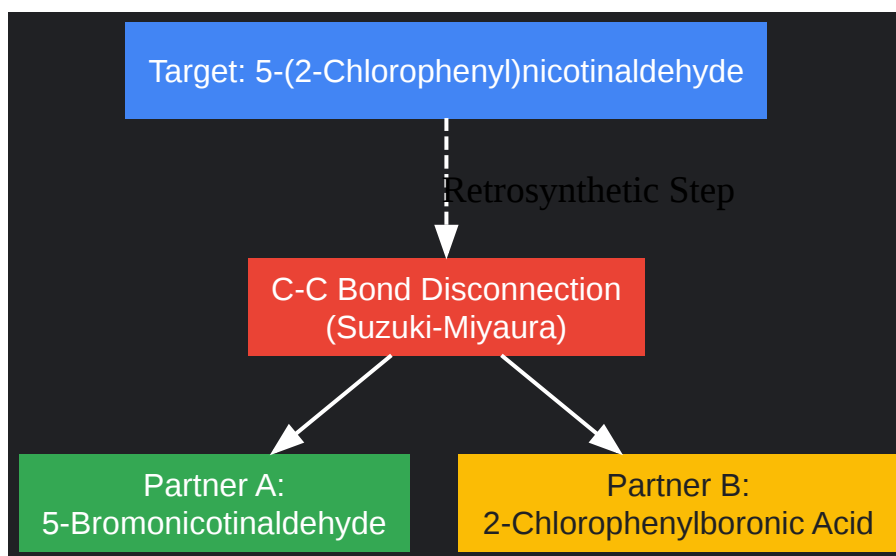 Target: 5-(2-Chlorophenyl)nicotinaldehyde
Retrosynthetic Step
C-C Bond Disconnection
(Suzuki-Miyaura)
Partner A:
5-Bromonicotinaldehyde
Partner B:
2-Chlorophenylboronic Acid